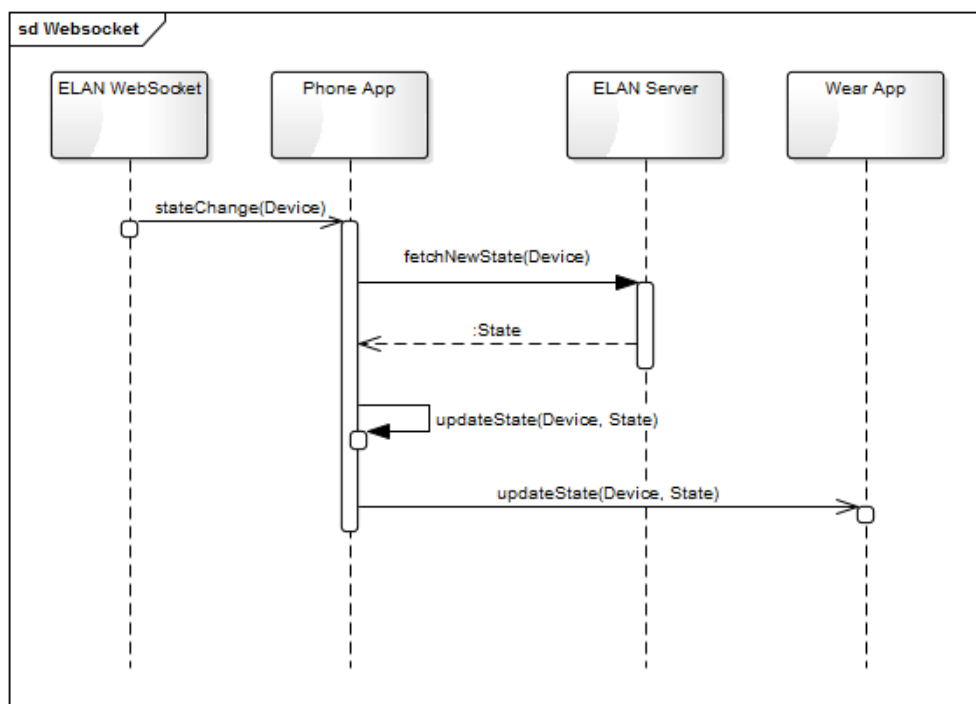 sd Websocket
ELAN WebSocket
Phone App
ELAN Server
Wear App
stateChange(Device)
fetchNewState(Device)
:State
updateState(Device, State)
updateState(Device, State)